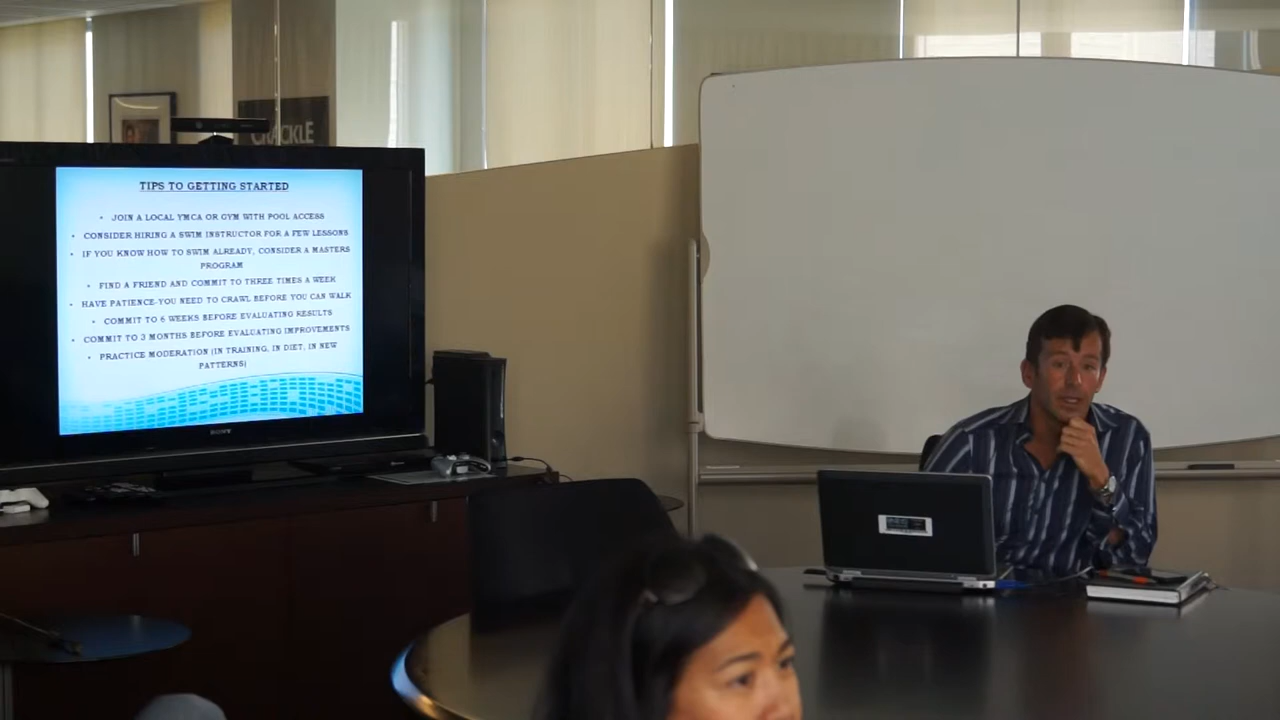 CRACKLE
TIPS TO GETTING STARTED
• JOIN A LOCAL YMCA OR GYM WITH POOL ACCESS
• CONSIDER HIRING A SWIM INSTRUCTOR FOR A FEW LESSONS
• IF YOU KNOW HOW TO SWIM ALREADY, CONSIDER A MASTERS
PROGRAM
• FIND A FRIEND AND COMMIT TO THREE TIMES A WEEK
• HAVE PATIENCE-YOU NEED TO CRAWL BEFORE YOU CAN WALK
• COMMIT TO 6 WEEKS BEFORE EVALUATING RESULTS
• COMMIT TO 3 MONTHS BEFORE EVALUATING IMPROVEMENTS
• PRACTICE MODERATION (IN TRAINING, IN DIET, IN NEW
PATTERNS)
SONY